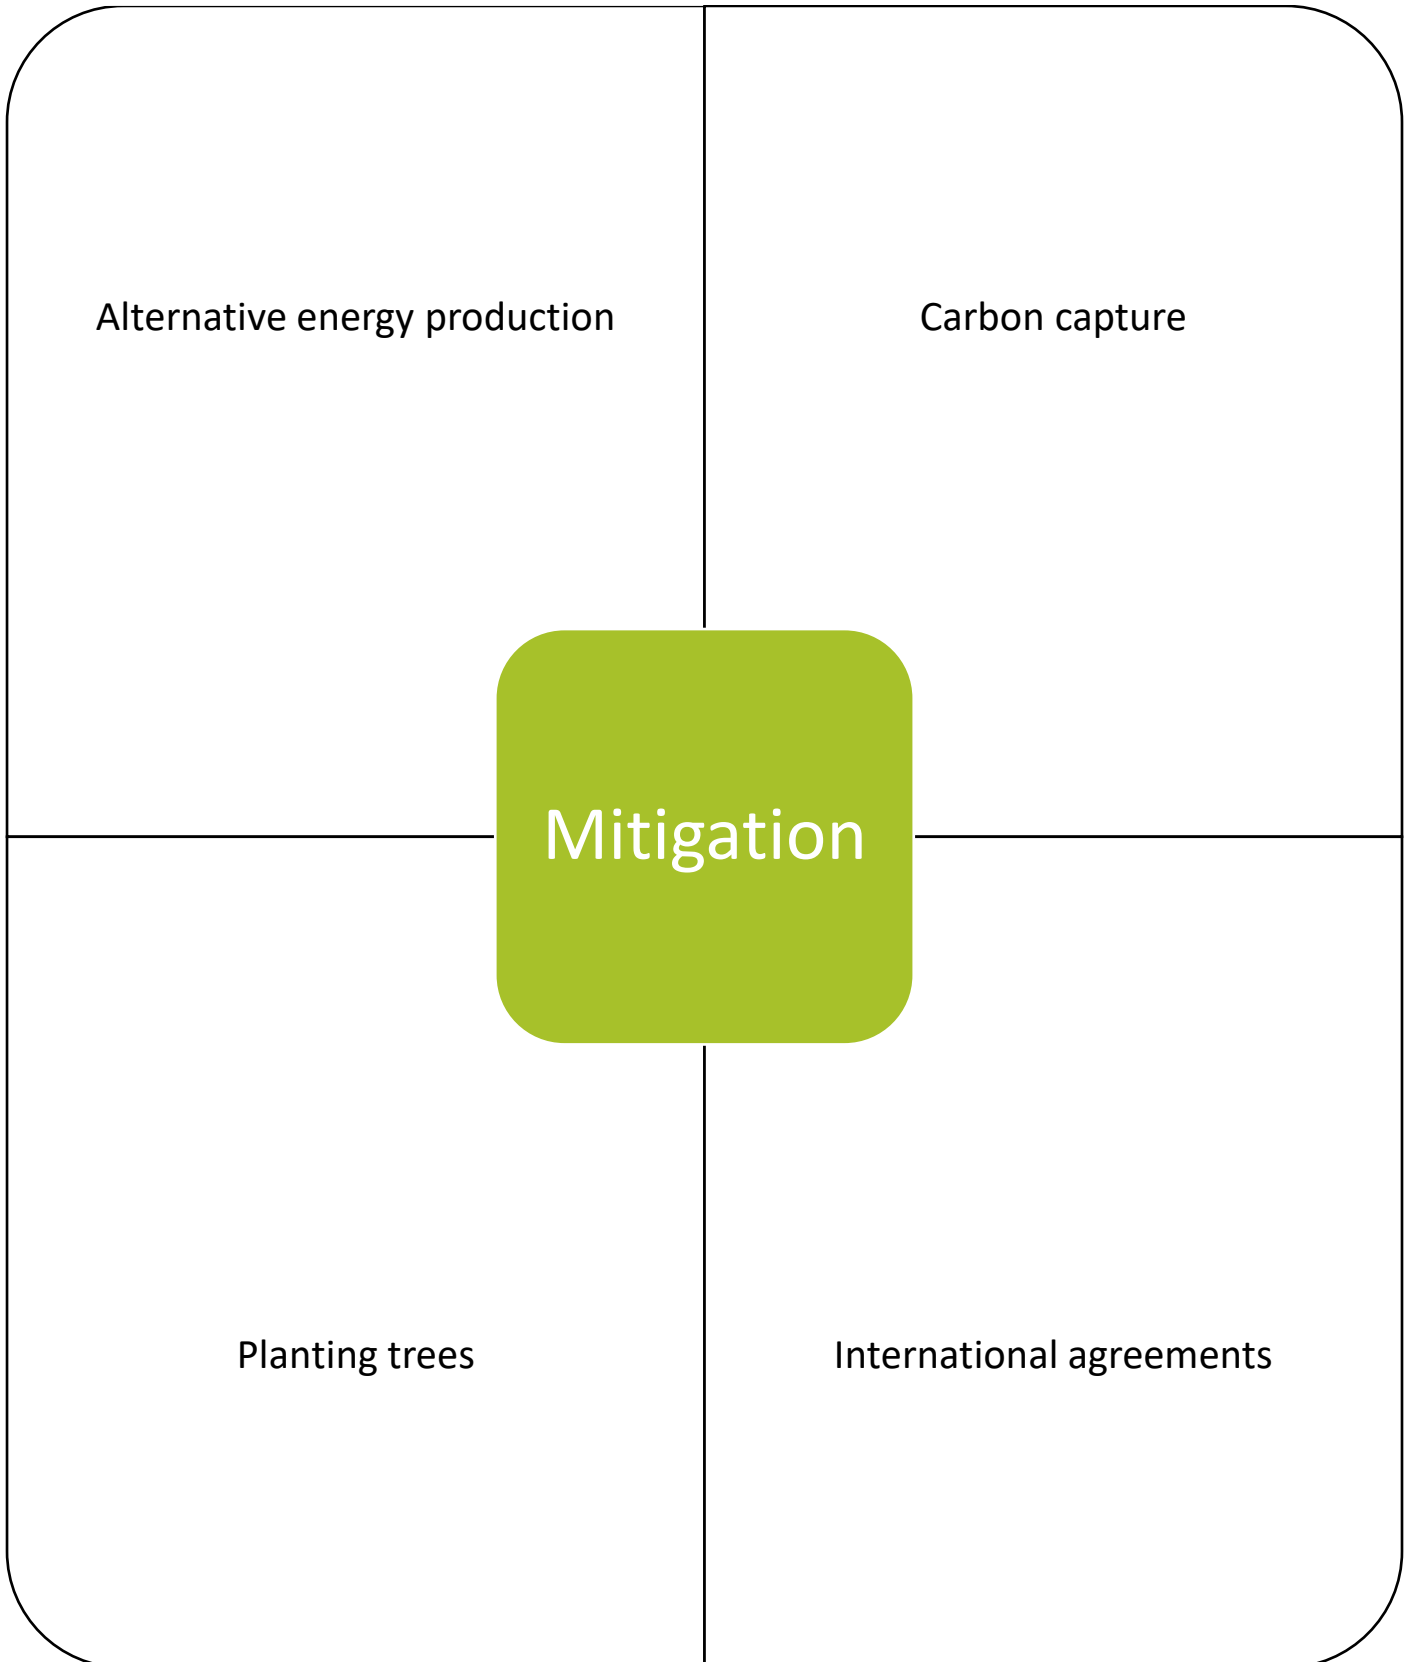 Alternative energy production
Carbon capture
Mitigation
Planting trees
International agreements